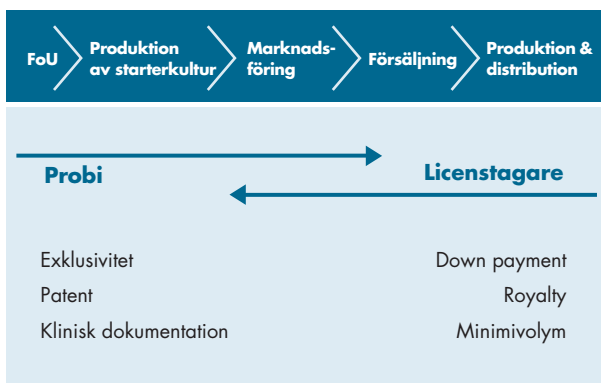 FoU
Produktion
av starterkultur
Marknads-
föring
Försäljning
Produktion &
distribution
Probi
Licenstagare
Exklusivitet
Down payment
Patent
Royalty
Klinisk dokumentation
Minimivolym